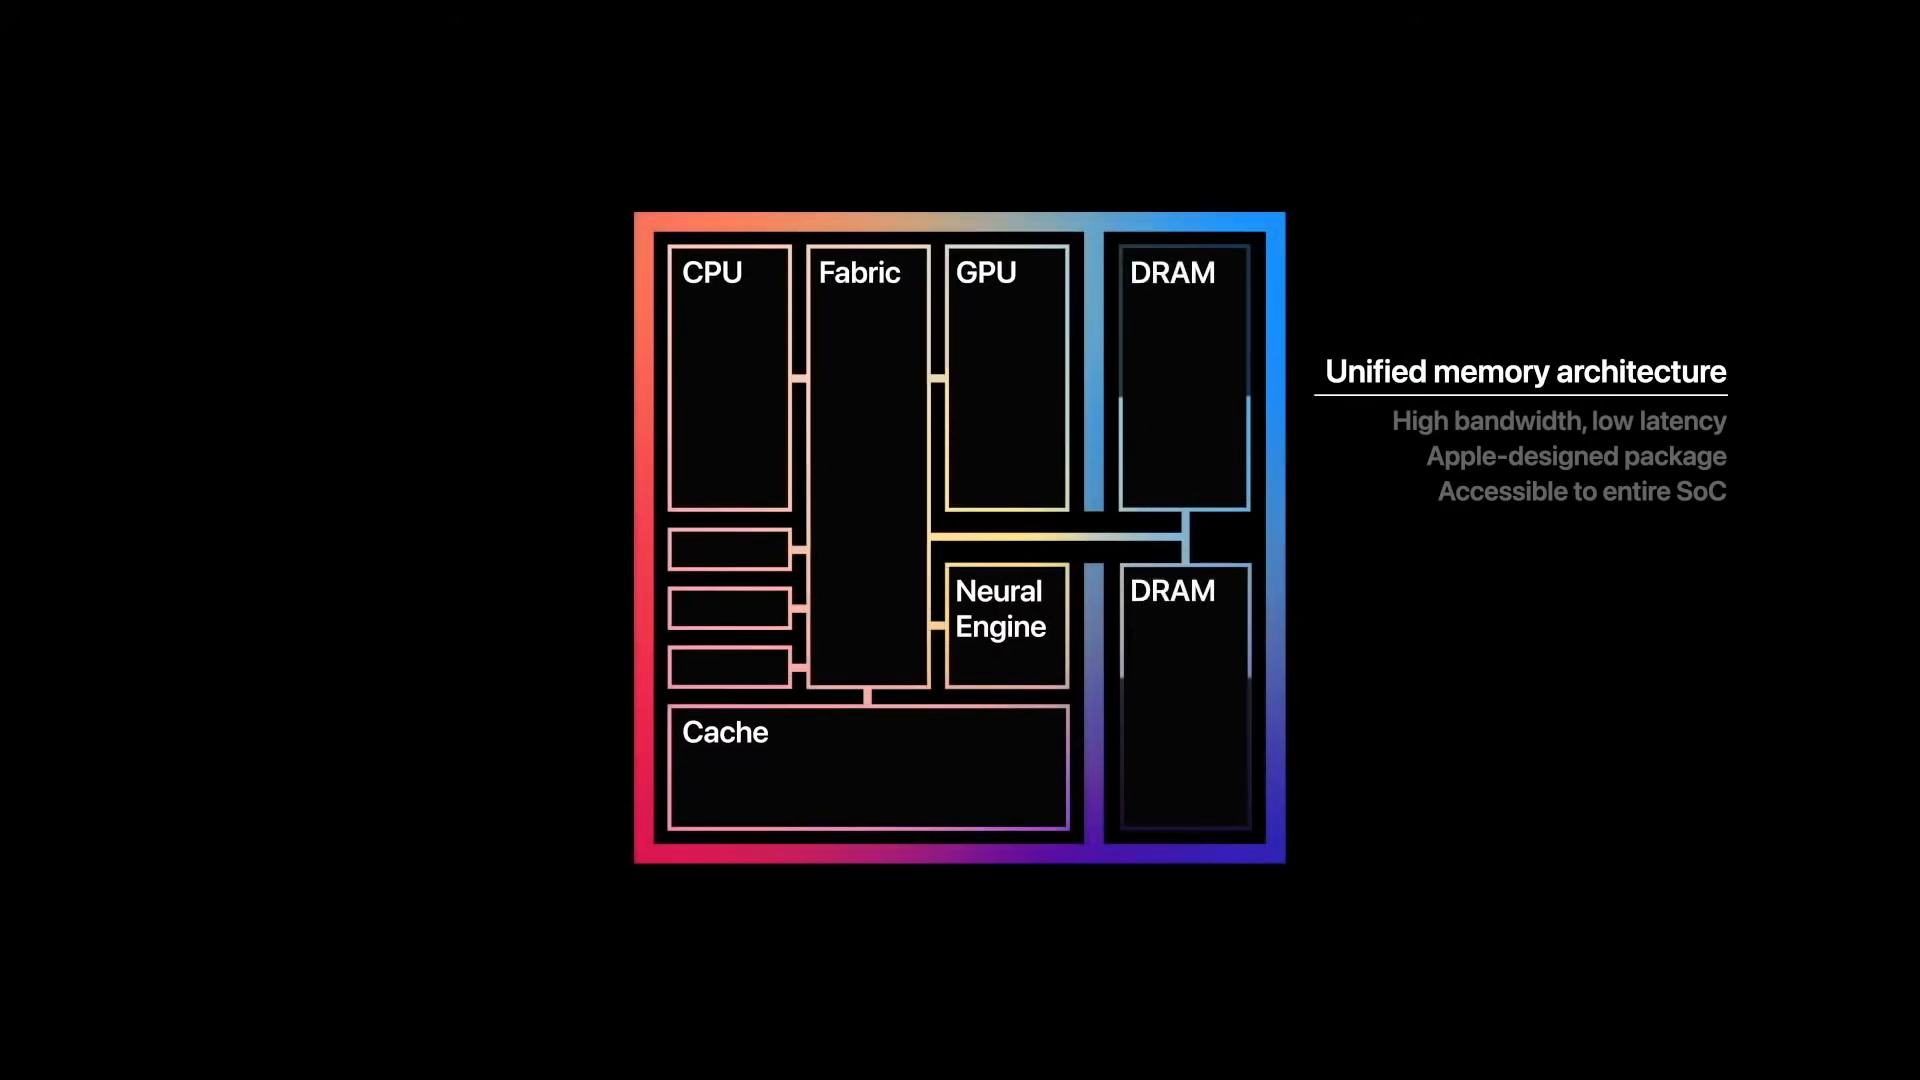 CPU
Fabric
GPU
DRAM
Unified memory architecture
High bandwidth, low latency
Apple-designed package
Accessible to entire SoC
Neural
Engine
DRAM
Cache